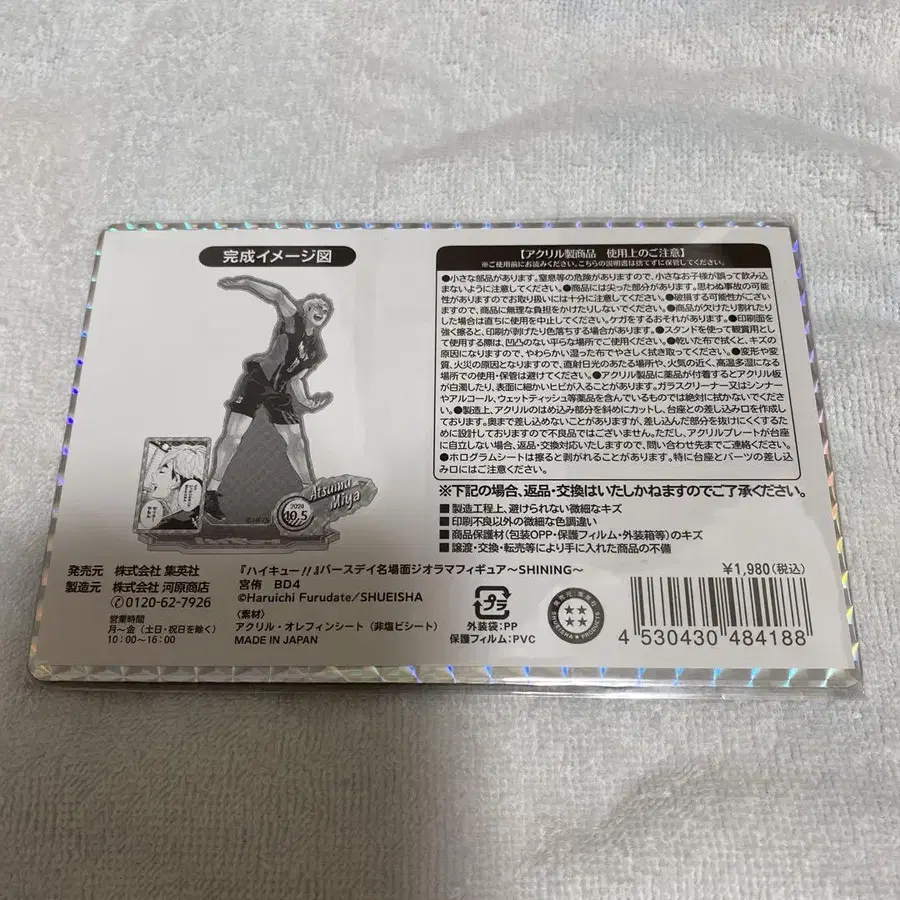 完成イメージ図
Atsumu
Miya
2024
10.5
【アクリル製商品 使用上のご注意】
※ご使用前にお読みください。こちらの説明書は捨てずに保管してください。
●小さな部品があります。窒息等の危険がありますので、小さなお子様が誤って飲み込
まないように注意してください。●商品には尖った部分があります。思わぬ事故の可能
性がありますのでお取り扱いには十分に注意してください。●破損する可能性がござい
ますので、商品に無理な負担をかけたりしないでください。●商品が欠けたり割れたり
した場合は直ちに使用を中止してください。ケガをするおそれがあります。●印刷面を
強く擦ると、印刷が剥げたり色落ちする場合があります。●スタンドを使って観賞用とし
て使用する際は、凹凸のない平らな場所でご使用ください。●乾いた布で拭くと、キズ
の原因になりますので、やわらかい湿った布でやさしく拭き取ってください。●変形や変
質、火災の原因となりますので、直射日光のあたる場所や、火気の近く、高温多湿になる
場所での使用・保管は避けてください。●アクリル製品に薬品が付着するとアクリル板
が白濁したり、表面に細かいヒビが入ることがあります。ガラスクリーナー又はシンナー
やアルコール、ウェットティッシュ等薬品を含んでいるものでは絶対に拭かないでくださ
い。●製造上、アクリルのはめ込み部分を斜めにカットし、台座との差し込み口を作成し
ております。奥まで差し込めないことがありますが、差し込んだ部分を抜けにくくするた
めに設計しておりますので不良品ではございません。ただし、アクリルプレートが台座
に自立しない場合、返品・交換対応いたしますので、問い合わせ先までご連絡ください。
●ホログラムシートは擦ると剥がれることがあります。特に台座とパーツの差し込
み口にはご注意ください。
※下記の場合、返品・交換はいたしかねますのでご了承ください。
■製造工程上、避けられない微細なキズ
■印刷不良以外の微細な色調違い
■商品保護材(包装OPP・保護フィルム・外装箱等)のキズ
■譲渡・交換・転売等により手に入れた商品の不備
発売元 株式会社 集英社
製造元 株式会社 河原商店
✆0120-62-7926
営業時間
月〜金(土日・祝日を除く)
10:00〜16:00
『ハイキュー!!』バースデイ名場面ジオラマフィギュア〜SHINING〜
宮侑 BD4
©Haruichi Furudate/SHUEISHA
〈素材〉
アクリル・オレフィンシート(非塩ビシート)
MADE IN JAPAN
プラ
外装袋:PP
保護フィルム:PVC
¥1,980(税込)
4 530430 484188